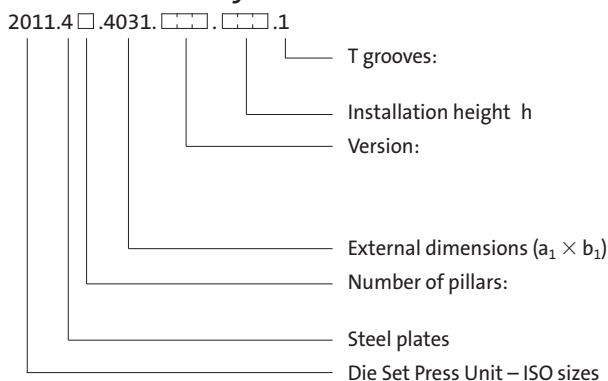 2011.4 .4031. . .1
T grooves:
Installation height h
Version:
External dimensions (a₁ × b₁)
Number of pillars:
Steel plates
Die Set Press Unit – ISO sizes